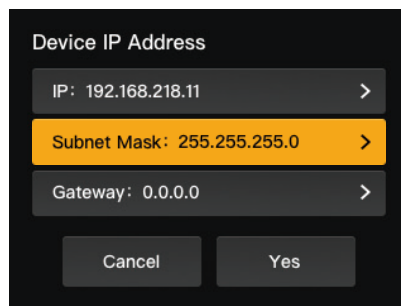 Device IP Address
IP: 192.168.218.11
Subnet Mask: 255.255.255.0
Gateway: 0.0.0.0
Cancel Yes